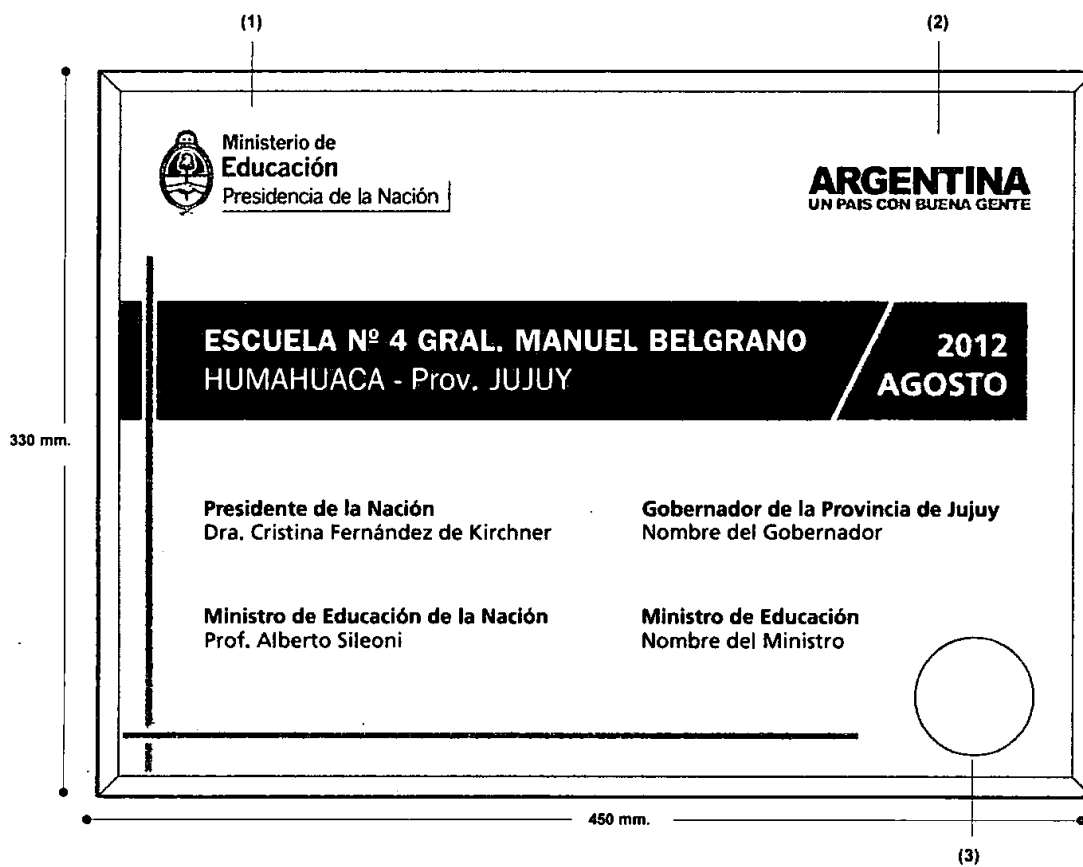 (1)
(2)
Ministerio de
Educación
Presidencia de la Nación
ARGENTINA
UN PAIS CON BUENA GENTE
ESCUELA Nº 4 GRAL. MANUEL BELGRANO
HUMAHUACA - Prov. JUJUY
2012
AGOSTO
330 mm.
Presidente de la Nación
Dra. Cristina Fernández de Kirchner
Gobernador de la Provincia de Jujuy
Nombre del Gobernador
Ministro de Educación de la Nación
Prof. Alberto Sileoni
Ministro de Educación
Nombre del Ministro
450 mm.
(3)